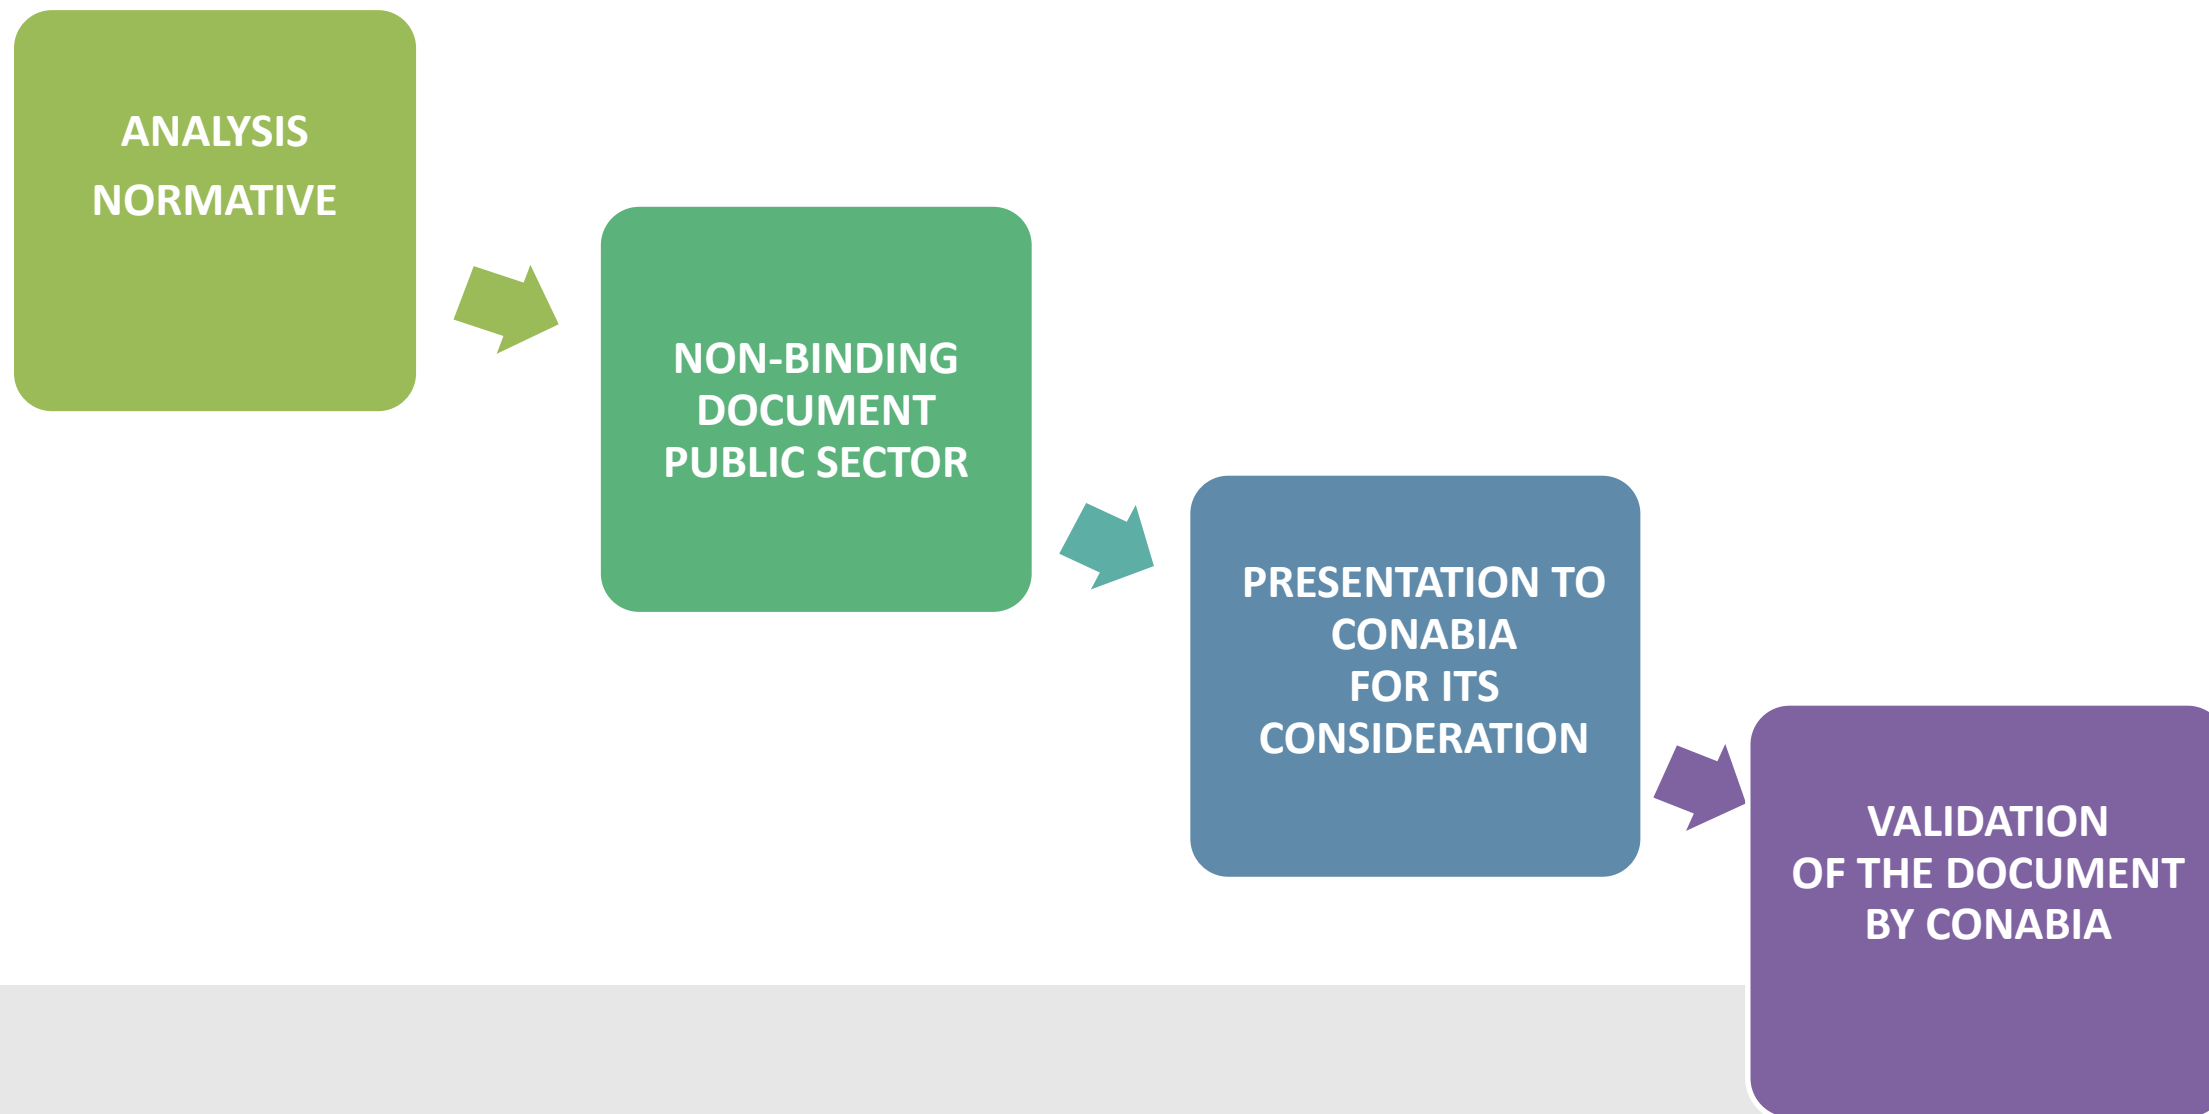 ANALYSIS
NORMATIVE
NON-BINDING
DOCUMENT
PUBLIC SECTOR
PRESENTATION TO
CONABIA
FOR ITS
CONSIDERATION
VALIDATION
OF THE DOCUMENT
BY CONABIA